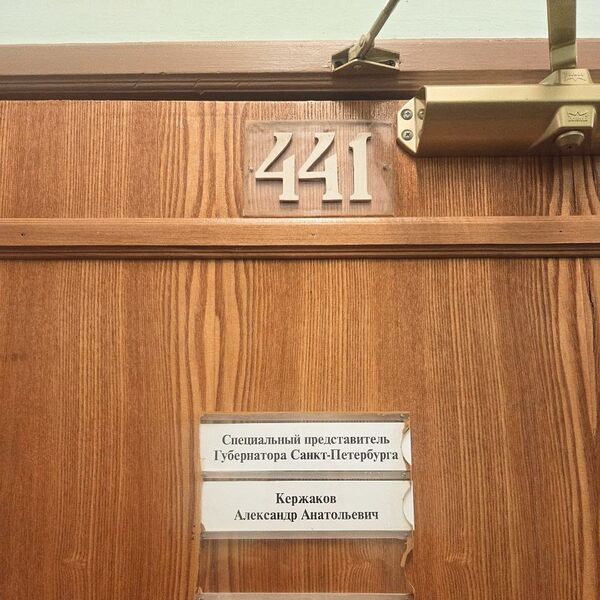 441
Специальный представитель
Губернатора Санкт-Петербурга
Кержаков
Александр Анатольевич